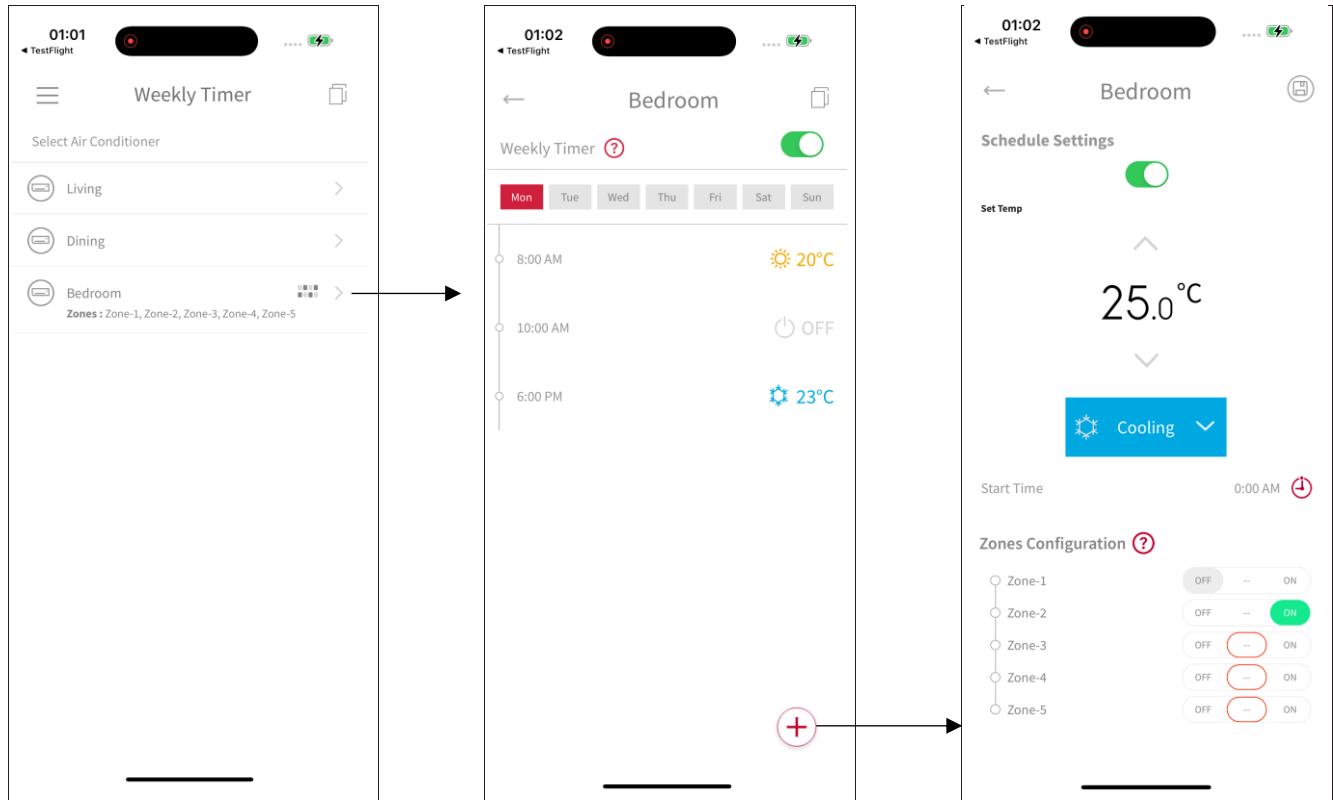 01:01
◄ TestFlight
Weekly Timer
Select Air Conditioner
Living
Dining
Bedroom
Zones : Zone-1, Zone-2, Zone-3, Zone-4, Zone-5
01:02
◄ TestFlight
Bedroom
Weekly Timer ?
Mon Tue Wed Thu Fri Sat Sun
8:00 AM 20°C
10:00 AM OFF
6:00 PM 23°C
+
01:02
◄ TestFlight
Bedroom
Schedule Settings
Set Temp
25.0°C
Cooling
Start Time 0:00 AM
Zones Configuration ?
Zone-1 OFF -- ON
Zone-2 OFF -- ON
Zone-3 OFF -- ON
Zone-4 OFF -- ON
Zone-5 OFF -- ON